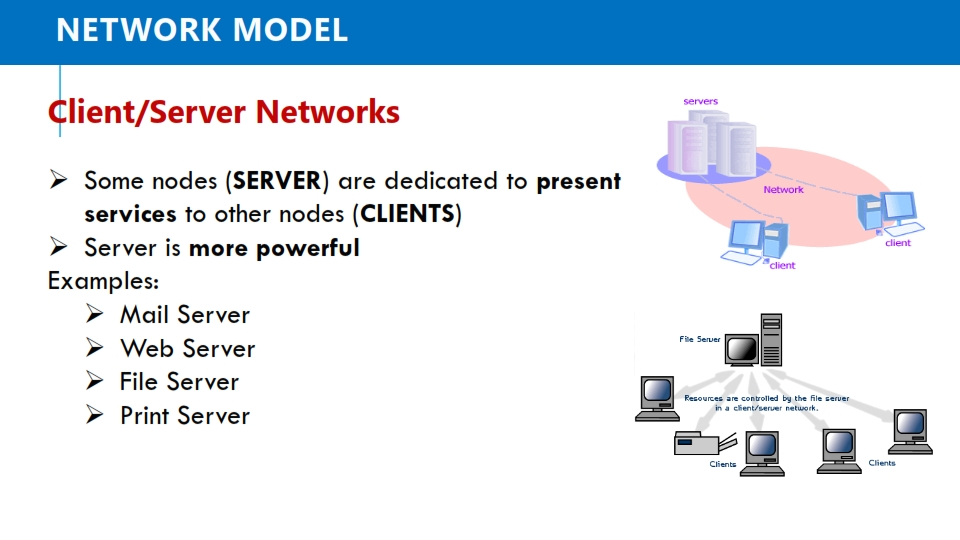 NETWORK MODEL
Client/Server Networks
➢ Some nodes (SERVER) are dedicated to present
services to other nodes (CLIENTS)
➢ Server is more powerful
Examples:
➢ Mail Server
➢ Web Server
➢ File Server
➢ Print Server
servers
Network
client
client
File Server
Resources are controlled by the file server
in a client/server network.
Clients
Clients